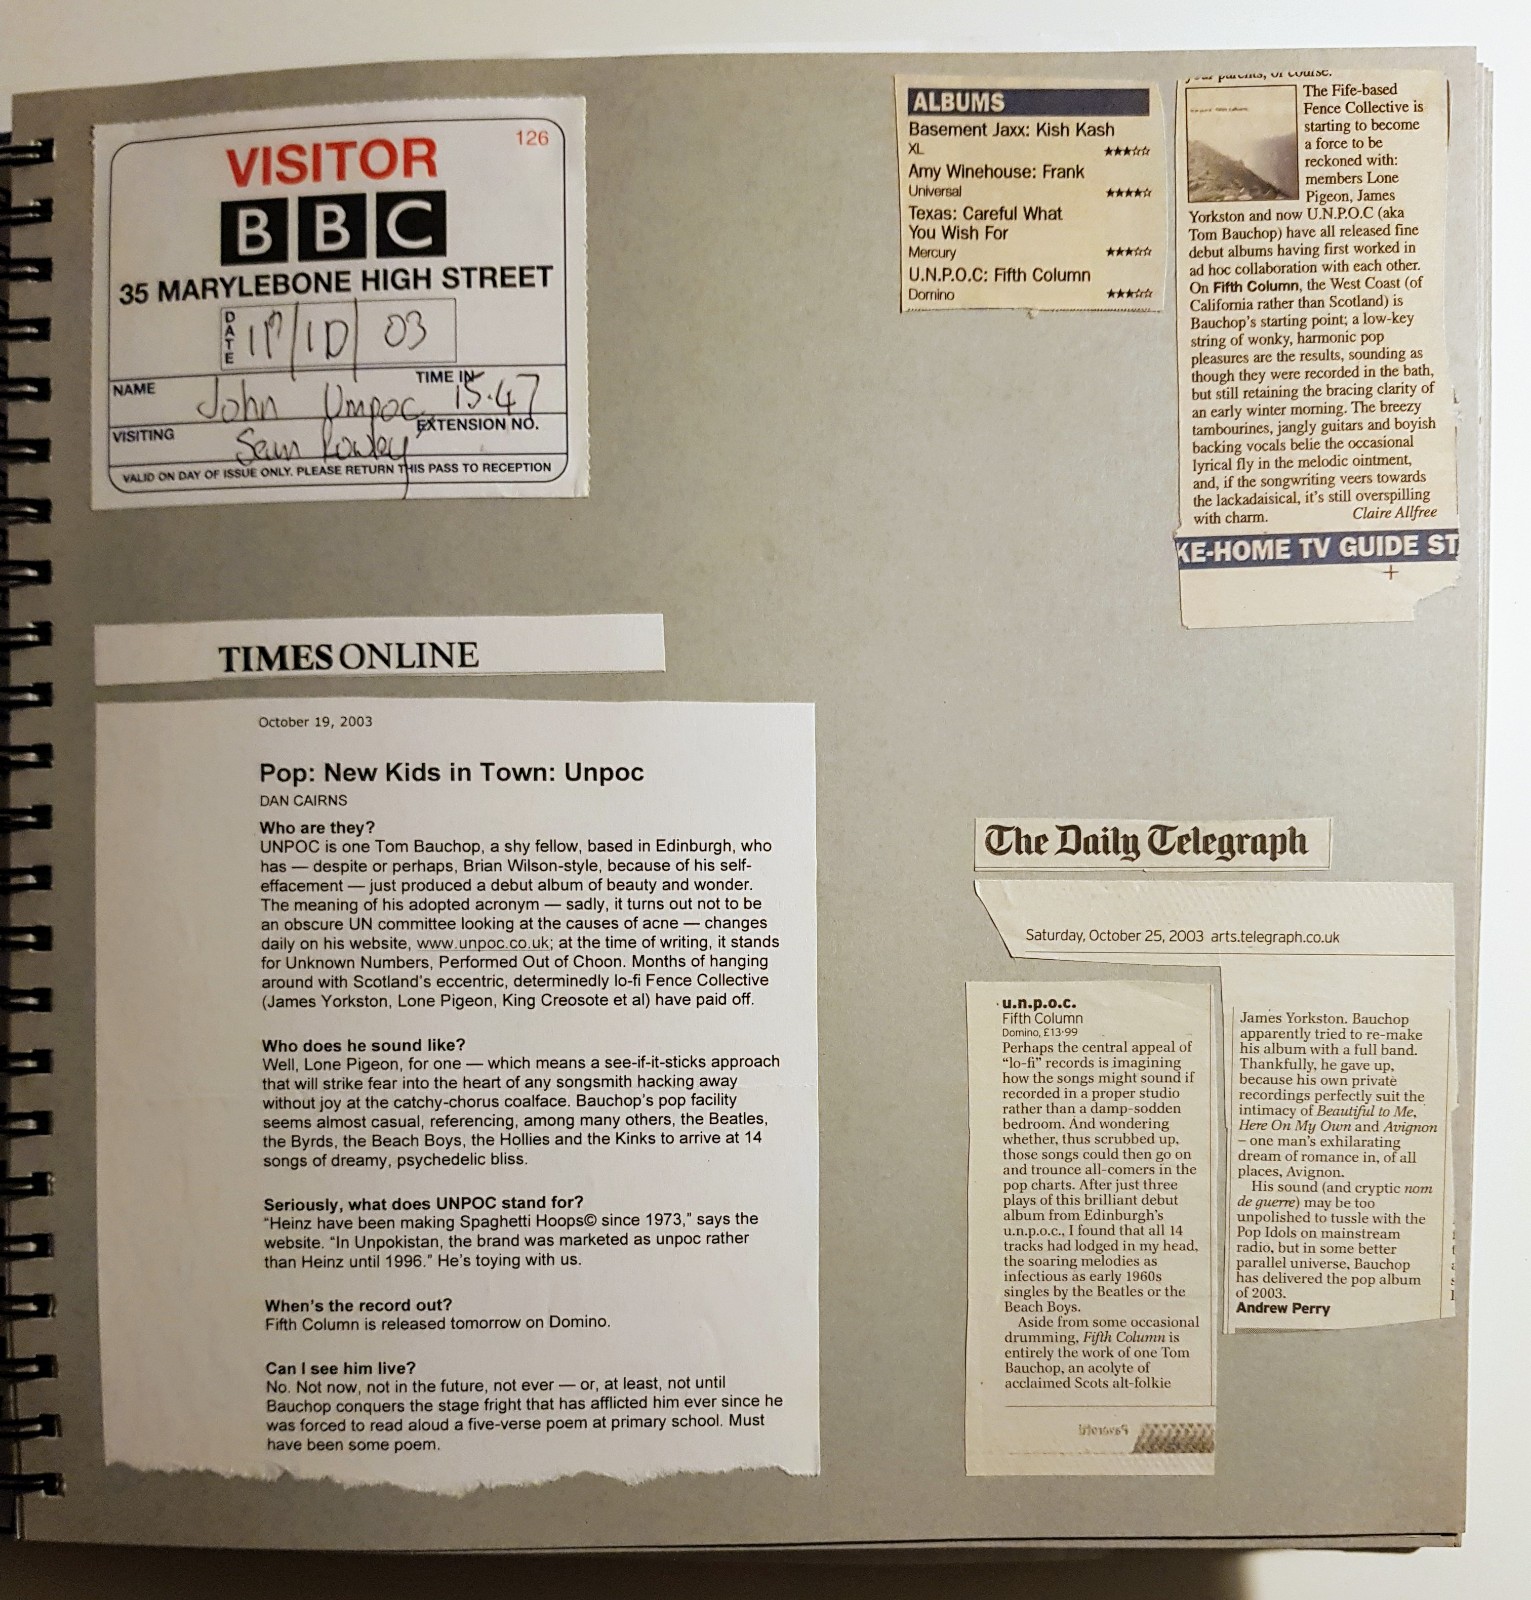 126
VISITOR
BBC
35 MARYLEBONE HIGH STREET
DATE 17/10/03
NAME John Unpoc TIME IN 15.47
VISITING Sean Rowley EXTENSION NO.
VALID ON DAY OF ISSUE ONLY. PLEASE RETURN THIS PASS TO RECEPTION
ALBUMS
Basement Jaxx: Kish Kash
XL ★★★☆☆
Amy Winehouse: Frank
Universal ★★★★☆
Texas: Careful What
You Wish For
Mercury ★★★☆☆
U.N.P.O.C: Fifth Column
Domino ★★★☆☆
your parents, of course.
The Fife-based
Fence Collective is
starting to become
a force to be
reckoned with:
members Lone
Pigeon, James
Yorkston and now U.N.P.O.C (aka
Tom Bauchop) have all released fine
debut albums having first worked in
ad hoc collaboration with each other.
On Fifth Column, the West Coast (of
California rather than Scotland) is
Bauchop's starting point; a low-key
string of wonky, harmonic pop
pleasures are the results, sounding as
though they were recorded in the bath,
but still retaining the bracing clarity of
an early winter morning. The breezy
tambourines, jangly guitars and boyish
backing vocals belie the occasional
lyrical fly in the melodic ointment,
and, if the songwriting veers towards
the lackadaisical, it's still overspilling
with charm. Claire Allfree
KE-HOME TV GUIDE ST
TIMESONLINE
October 19, 2003
Pop: New Kids in Town: Unpoc
DAN CAIRNS
Who are they?
UNPOC is one Tom Bauchop, a shy fellow, based in Edinburgh, who
has — despite or perhaps, Brian Wilson-style, because of his self-
effacement — just produced a debut album of beauty and wonder.
The meaning of his adopted acronym — sadly, it turns out not to be
an obscure UN committee looking at the causes of acne — changes
daily on his website, www.unpoc.co.uk; at the time of writing, it stands
for Unknown Numbers, Performed Out of Choon. Months of hanging
around with Scotland's eccentric, determinedly lo-fi Fence Collective
(James Yorkston, Lone Pigeon, King Creosote et al) have paid off.
Who does he sound like?
Well, Lone Pigeon, for one — which means a see-if-it-sticks approach
that will strike fear into the heart of any songsmith hacking away
without joy at the catchy-chorus coalface. Bauchop's pop facility
seems almost casual, referencing, among many others, the Beatles,
the Byrds, the Beach Boys, the Hollies and the Kinks to arrive at 14
songs of dreamy, psychedelic bliss.
Seriously, what does UNPOC stand for?
"Heinz have been making Spaghetti Hoops© since 1973," says the
website. "In Unpokistan, the brand was marketed as unpoc rather
than Heinz until 1996." He's toying with us.
When's the record out?
Fifth Column is released tomorrow on Domino.
Can I see him live?
No. Not now, not in the future, not ever — or, at least, not until
Bauchop conquers the stage fright that has afflicted him ever since he
was forced to read aloud a five-verse poem at primary school. Must
have been some poem.
The Daily Telegraph
Saturday, October 25, 2003 arts.telegraph.co.uk
u.n.p.o.c.
Fifth Column
Domino, £13·99
Perhaps the central appeal of
"lo-fi" records is imagining
how the songs might sound if
recorded in a proper studio
rather than a damp-sodden
bedroom. And wondering
whether, thus scrubbed up,
those songs could then go on
and trounce all-comers in the
pop charts. After just three
plays of this brilliant debut
album from Edinburgh's
u.n.p.o.c., I found that all 14
tracks had lodged in my head,
the soaring melodies as
infectious as early 1960s
singles by the Beatles or the
Beach Boys.
Aside from some occasional
drumming, Fifth Column is
entirely the work of one Tom
Bauchop, an acolyte of
acclaimed Scots alt-folkie
James Yorkston. Bauchop
apparently tried to re-make
his album with a full band.
Thankfully, he gave up,
because his own private
recordings perfectly suit the
intimacy of Beautiful to Me,
Here On My Own and Avignon
– one man's exhilarating
dream of romance in, of all
places, Avignon.
His sound (and cryptic nom
de guerre) may be too
unpolished to tussle with the
Pop Idols on mainstream
radio, but in some better
parallel universe, Bauchop
has delivered the pop album
of 2003.
Andrew Perry